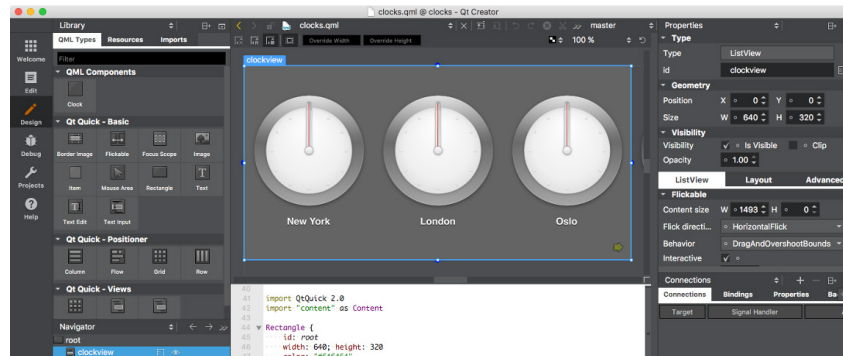 clocks.qml @ clocks - Qt Creator
Library
QML Types Resources Imports
Filter
QML Components
Clock
Qt Quick - Basic
Border Image Flickable Focus Scope Image
Item Mouse Area Rectangle Text
Text Edit Text Input
Qt Quick - Positioner
Column Flow Grid Row
Qt Quick - Views
Navigator
root
clockview
Welcome
Edit
Design
Debug
Projects
Help
clocks.qml
master
Override Width Override Height
100 %
clockview
New York London Oslo
40
41 import QtQuick 2.0
42 import "content" as Content
43
44 Rectangle {
45 id: root
46 width: 640; height: 320
Properties
Type
Type ListView
id clockview
Geometry
Position X 0 Y 0
Size W 640 H 320
Visibility
Visibility Is Visible Clip
Opacity 1.00
ListView Layout Advanced
Flickable
Content size W 1493 H 0
Flick directi... HorizontalFlick
Behavior DragAndOvershootBounds
Interactive
Connections
Connections Bindings Properties Ba
Target Signal Handler